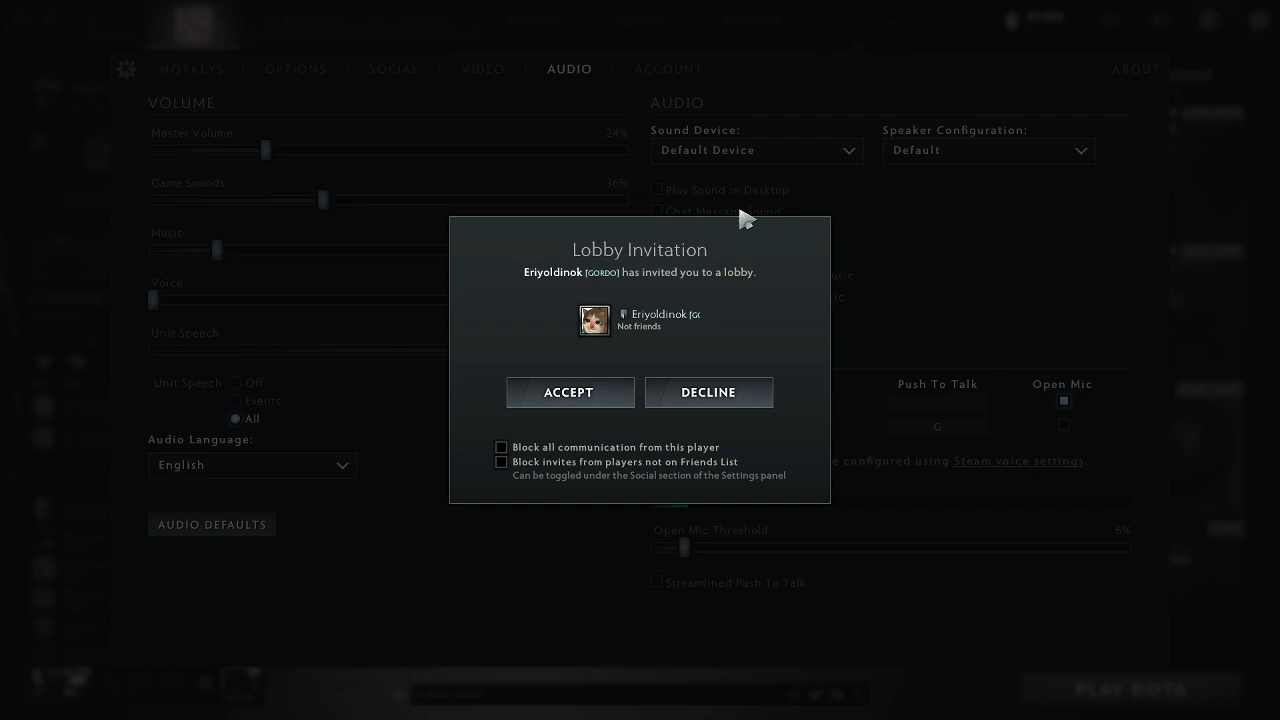 HOTKEYS / OPTIONS / SOCIAL / VIDEO / AUDIO / ACCOUNT
ABOUT
VOLUME
Master Volume 24%
Game Sounds 36%
Music
Voice
Unit Speech
Unit Speech Off
Events
All
Audio Language:
English
AUDIO DEFAULTS
AUDIO
Sound Device: Speaker Configuration:
Default Device Default
Play Sound in Desktop
Chat Message Sound
Push To Talk Open Mic
G
configured using Steam voice settings.
Open Mic Threshold 6%
Streamlined Push To Talk
Lobby Invitation
Eriyoldinok [GORDO] has invited you to a lobby.
Eriyoldinok [GO
Not friends
ACCEPT DECLINE
Block all communication from this player
Block invites from players not on Friends List
Can be toggled under the Social section of the Settings panel
PLAY DOTA